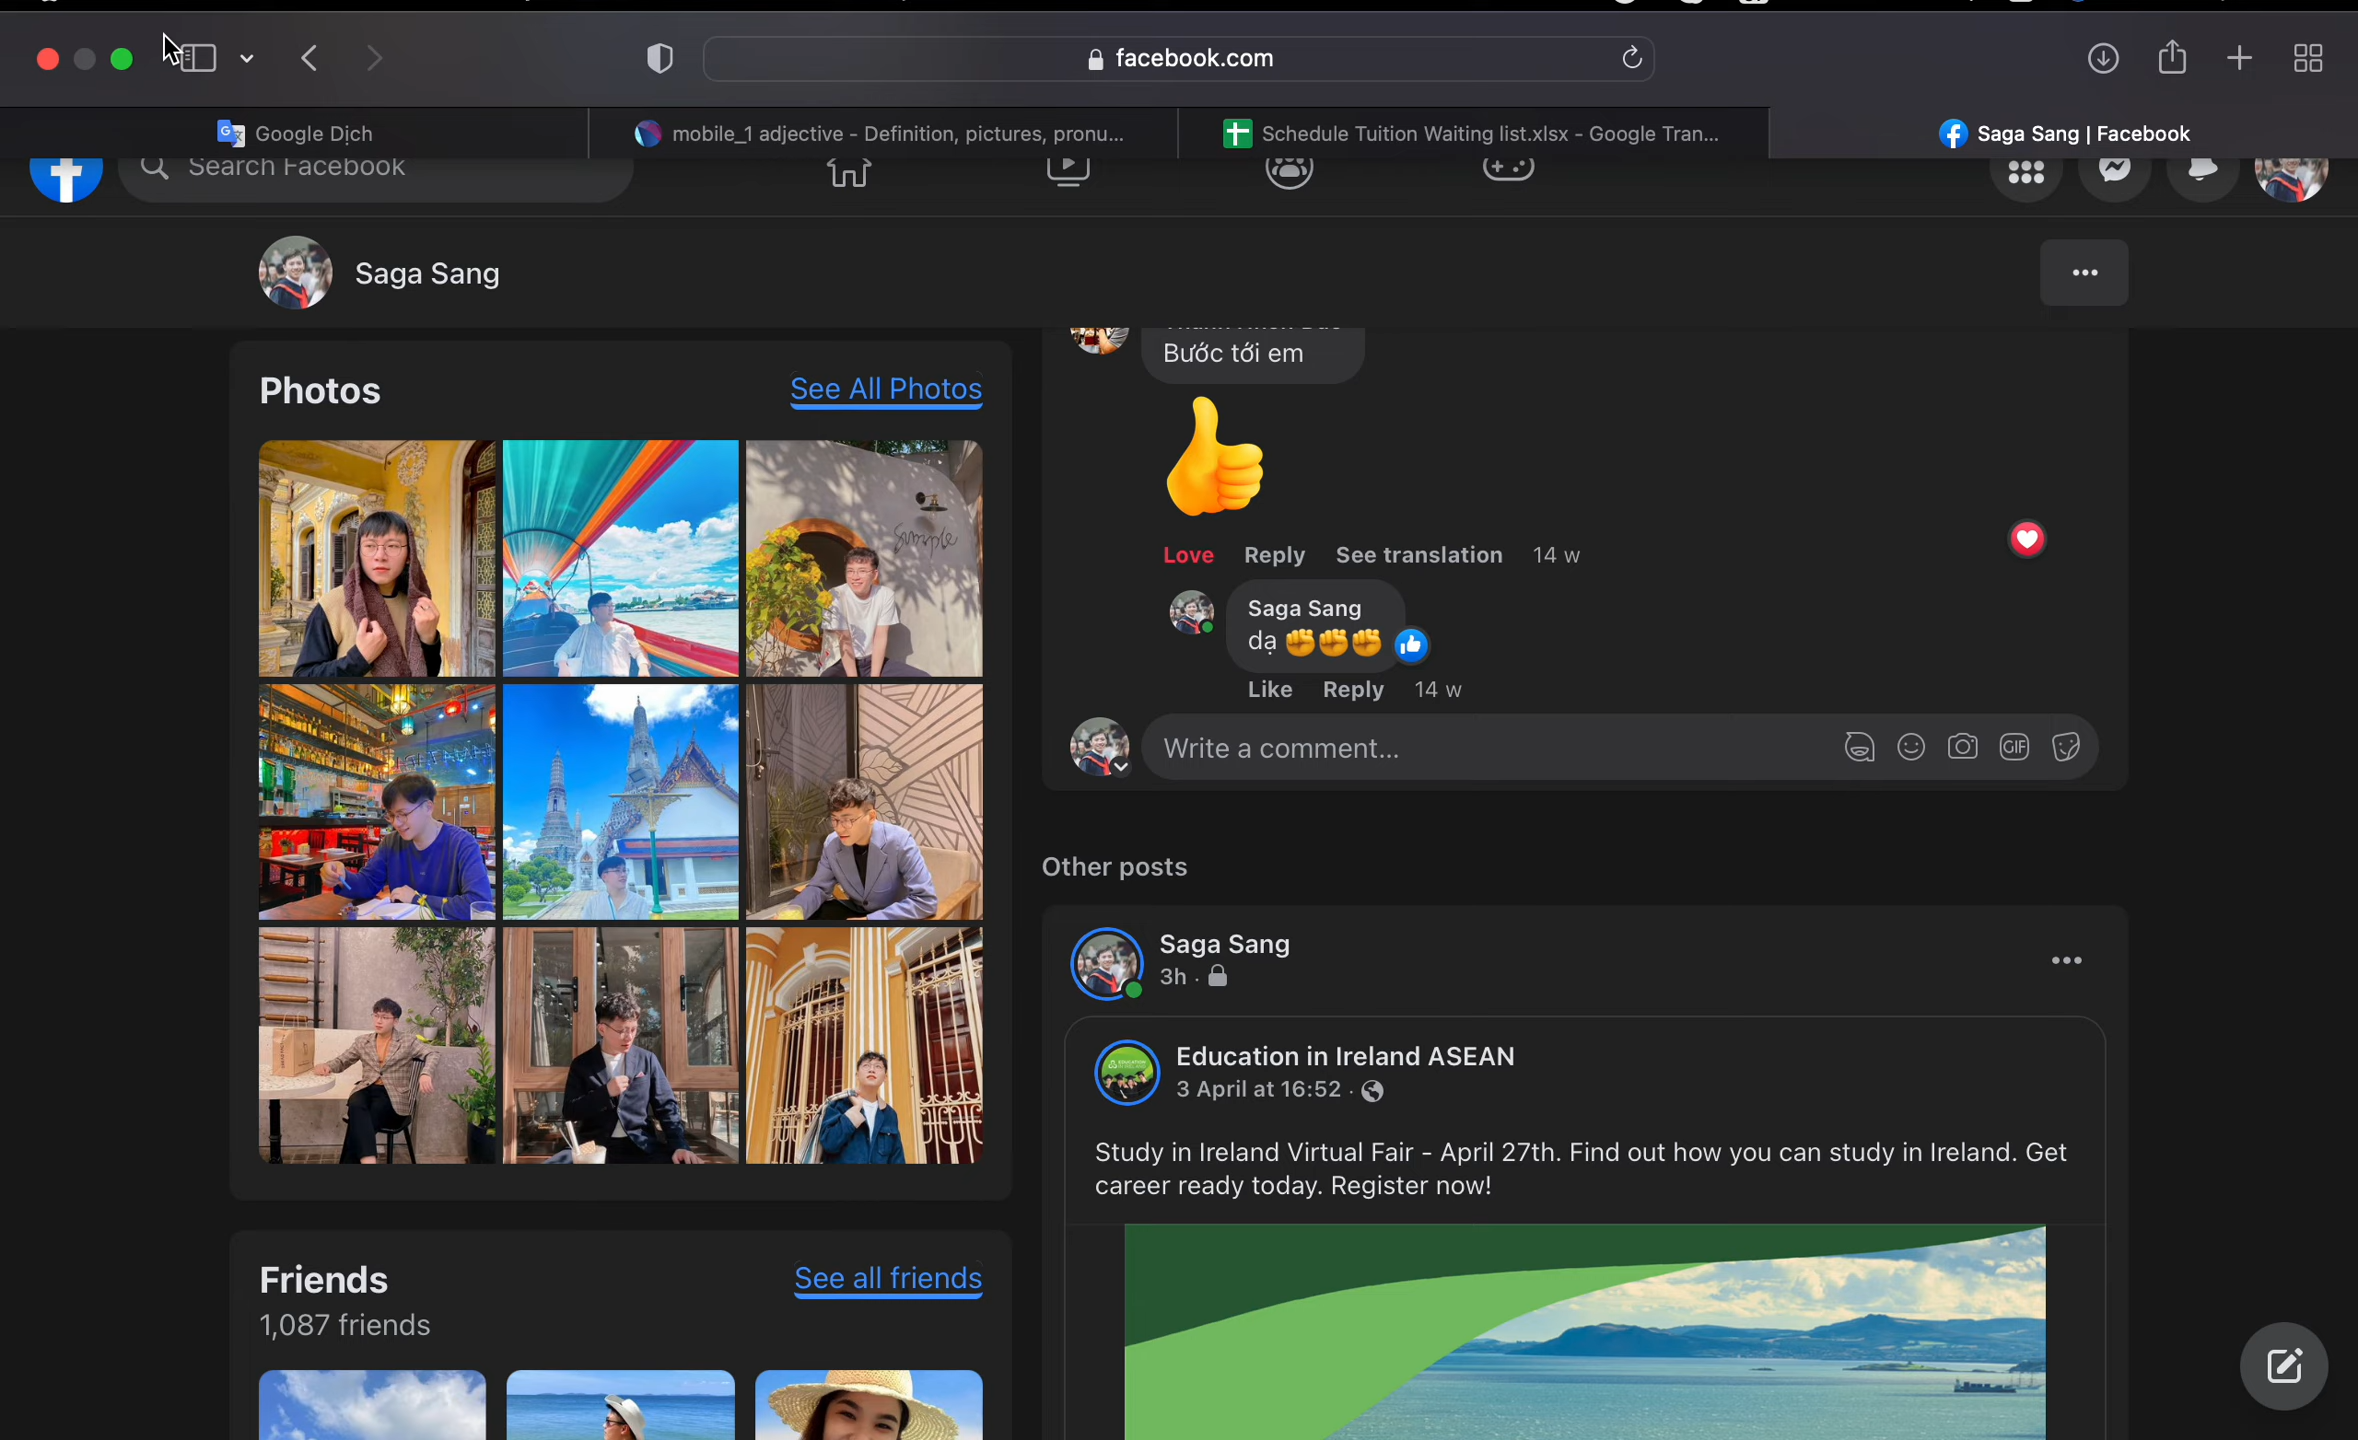 facebook.com
Google Dịch
mobile_1 adjective - Definition, pictures, pronu...
Schedule Tuition Waiting list.xlsx - Google Tran...
Saga Sang | Facebook
Search Facebook
Saga Sang
Photos
See All Photos
Simple
Bước tới em
Love Reply See translation 14 w
Saga Sang
dạ ✊✊✊
Like Reply 14 w
Write a comment...
GIF
Friends
See all friends
1,087 friends
Other posts
Saga Sang
3h ·
Education in Ireland ASEAN
3 April at 16:52 ·
Study in Ireland Virtual Fair - April 27th. Find out how you can study in Ireland. Get
career ready today. Register now!